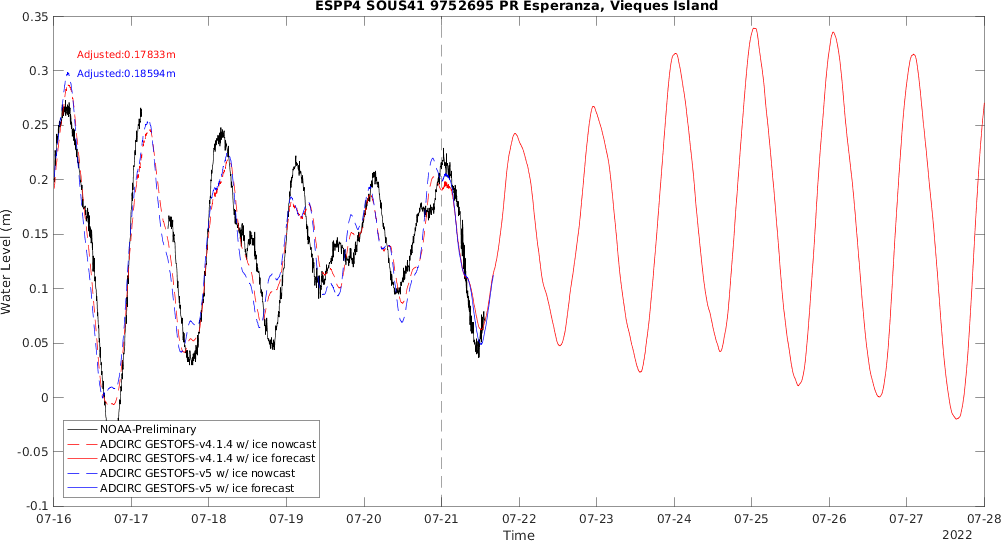 ESPP4 SOUS41 9752695 PR Esperanza, Vieques Island
0.35
0.3
0.25
0.2
0.15
0.1
0.05
0
-0.05
-0.1
Water Level (m)
Adjusted:0.17833m
Adjusted:0.18594m
NOAA-Preliminary
ADCIRC GESTOFS-v4.1.4 w/ ice nowcast
ADCIRC GESTOFS-v4.1.4 w/ ice forecast
ADCIRC GESTOFS-v5 w/ ice nowcast
ADCIRC GESTOFS-v5 w/ ice forecast
07-16 07-17 07-18 07-19 07-20 07-21 07-22 07-23 07-24 07-25 07-26 07-27 07-28
Time
2022